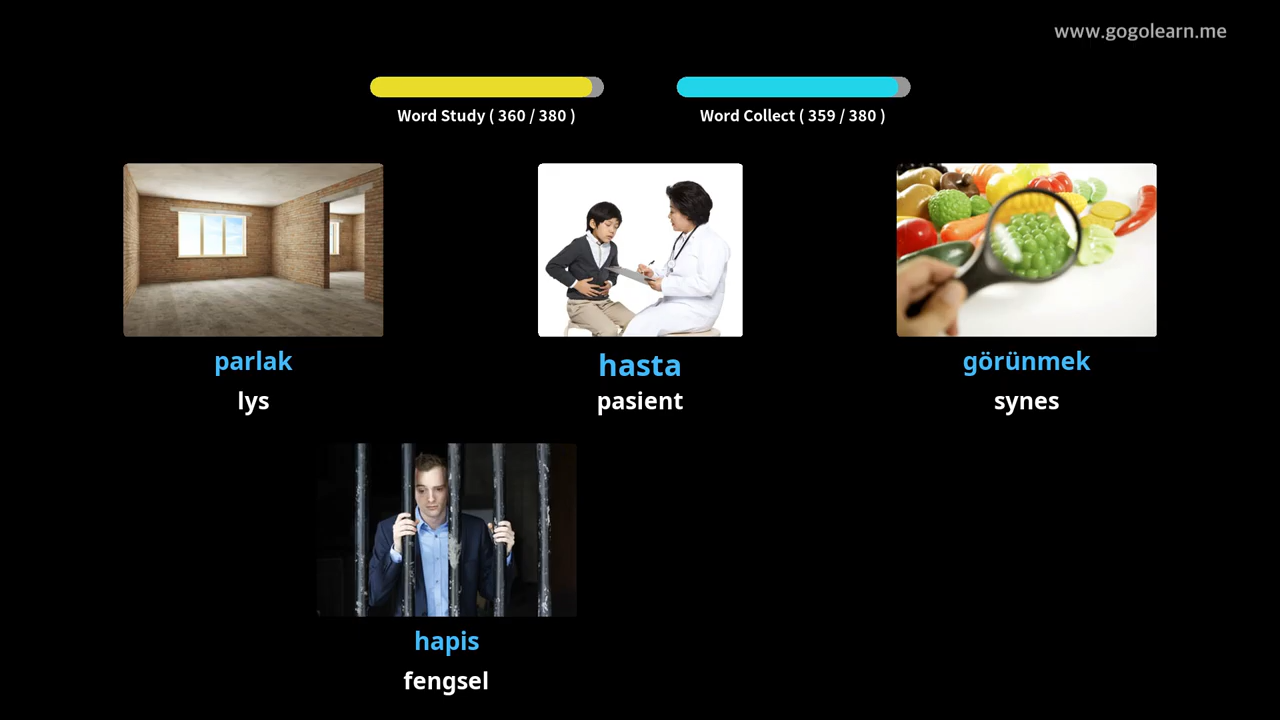 www.gogolearn.me
Word Study ( 360 / 380 )
Word Collect ( 359 / 380 )
parlak
lys
hasta
pasient
görünmek
synes
hapis
fengsel